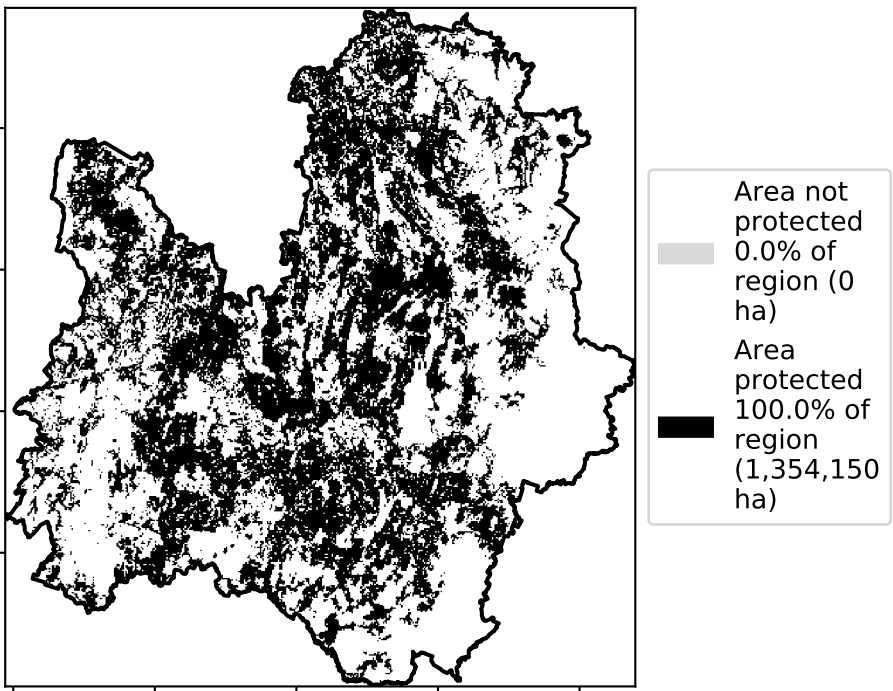 Area not
protected
0.0% of
region (0
ha)
Area
protected
100.0% of
region
(1,354,150
ha)